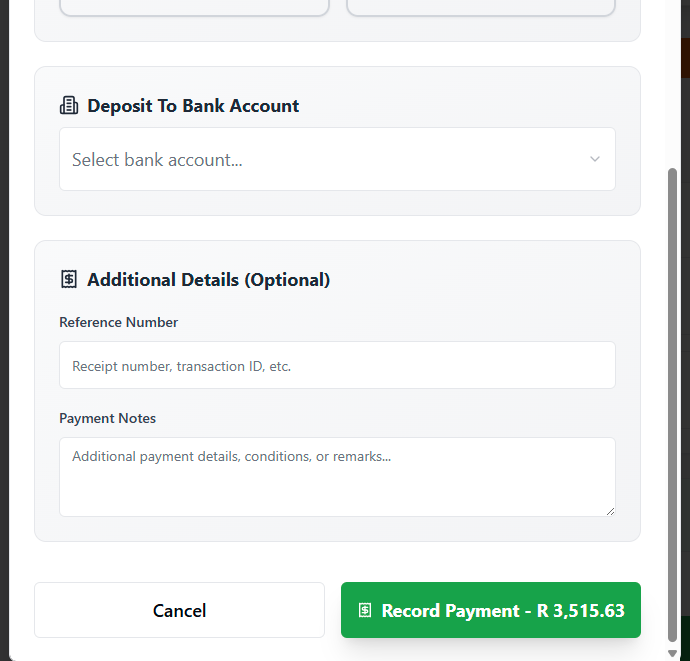 Deposit To Bank Account
Select bank account...
Additional Details (Optional)
Reference Number
Receipt number, transaction ID, etc.
Payment Notes
Additional payment details, conditions, or remarks...
Cancel
Record Payment - R 3,515.63